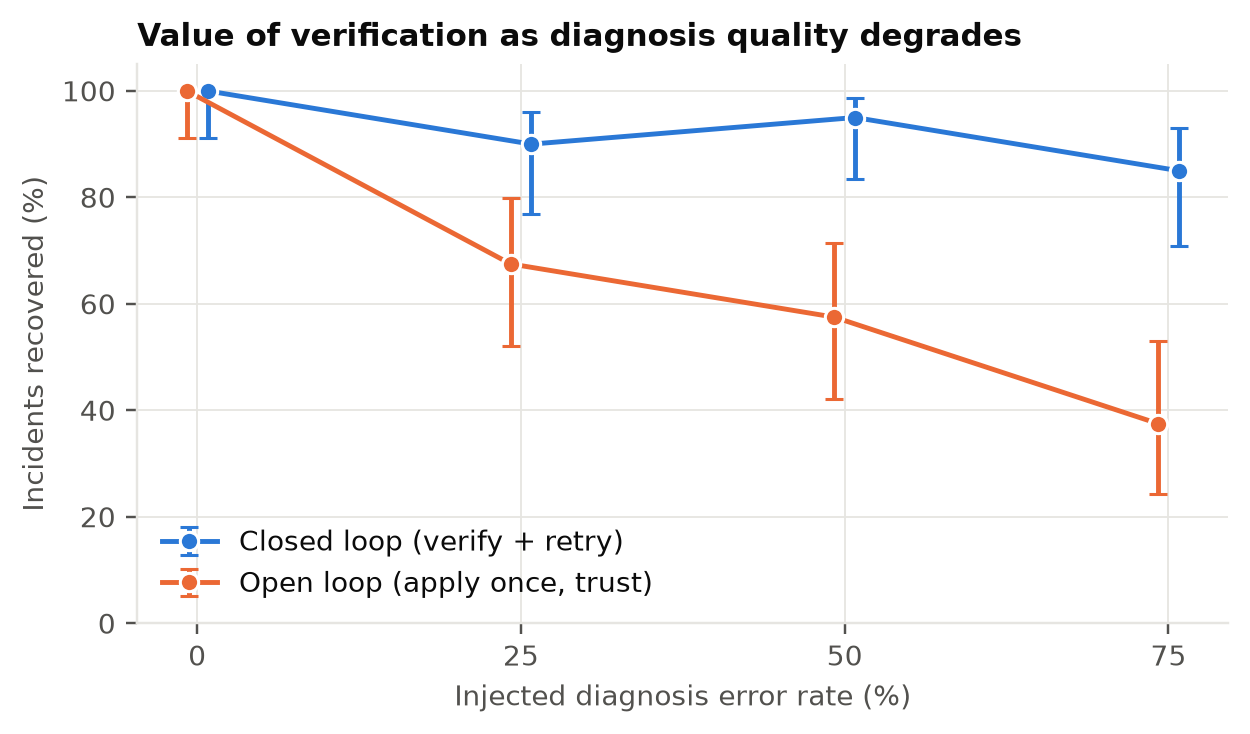 Value of verification as diagnosis quality degrades
Incidents recovered (%)
100
80
60
40
20
0
Closed loop (verify + retry)
Open loop (apply once, trust)
0 25 50 75
Injected diagnosis error rate (%)